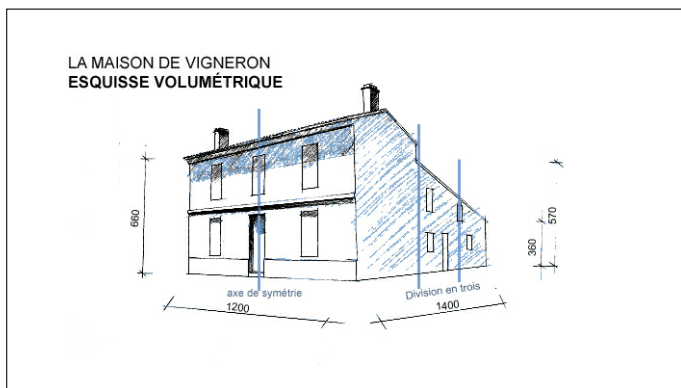 LA MAISON DE VIGNERON
ESQUISSE VOLUMÉTRIQUE
660
570
360
axe de symétrie
Division en trois
1200
1400